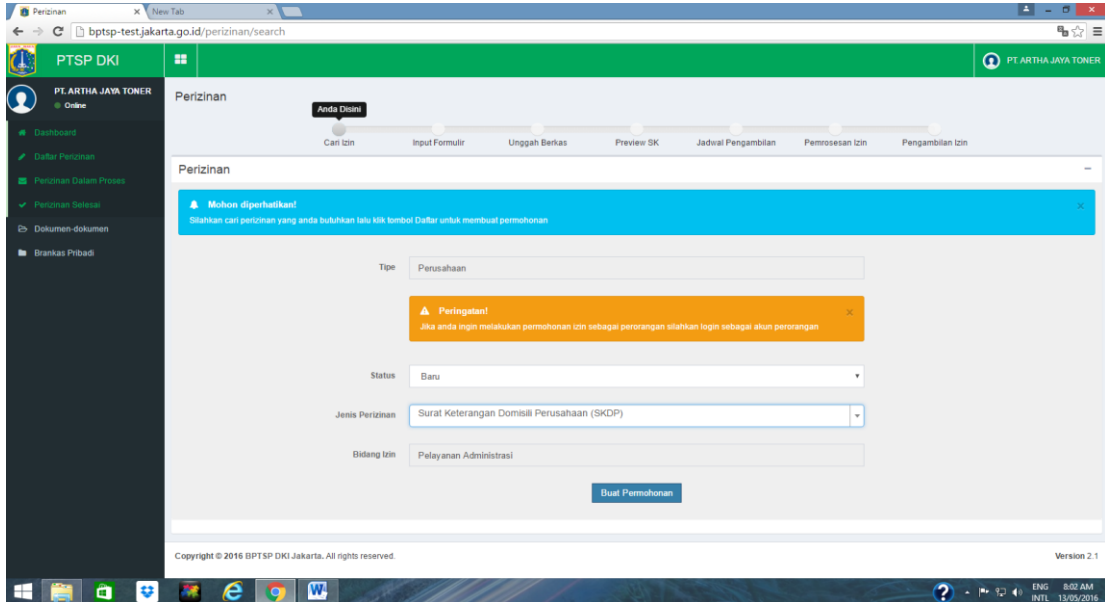 Perizinan
New Tab
bptsp-test.jakarta.go.id/perizinan/search
PTSP DKI
PT. ARTHA JAYA TONER
PT. ARTHA JAYA TONER
Online
Dashboard
Daftar Perizinan
Perizinan Dalam Proses
Perizinan Selesai
Dokumen-dokumen
Brankas Pribadi
Perizinan
Anda Disini
Cari Izin
Input Formulir
Unggah Berkas
Preview SK
Jadwal Pengambilan
Pemrosesan Izin
Pengambilan Izin
Perizinan
Mohon diperhatikan!
Silahkan cari perizinan yang anda butuhkan lalu klik tombol Daftar untuk membuat permohonan
Tipe
Perusahaan
Peringatan!
Jika anda ingin melakukan permohonan izin sebagai perorangan silahkan login sebagai akun perorangan
Status
Baru
Jenis Perizinan
Surat Keterangan Domisili Perusahaan (SKDP)
Bidang Izin
Pelayanan Administrasi
Buat Permohonan
Copyright © 2016 BPTSP DKI Jakarta. All rights reserved.
Version 2.1
ENG
INTL
8:02 AM
13/05/2016